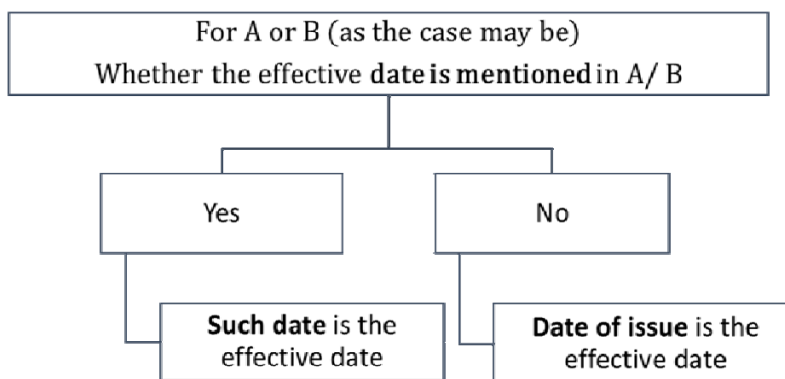 For A or B (as the case may be)
Whether the effective date is mentioned in A/ B
Yes
No
Such date is the
effective date
Date of issue is the
effective date